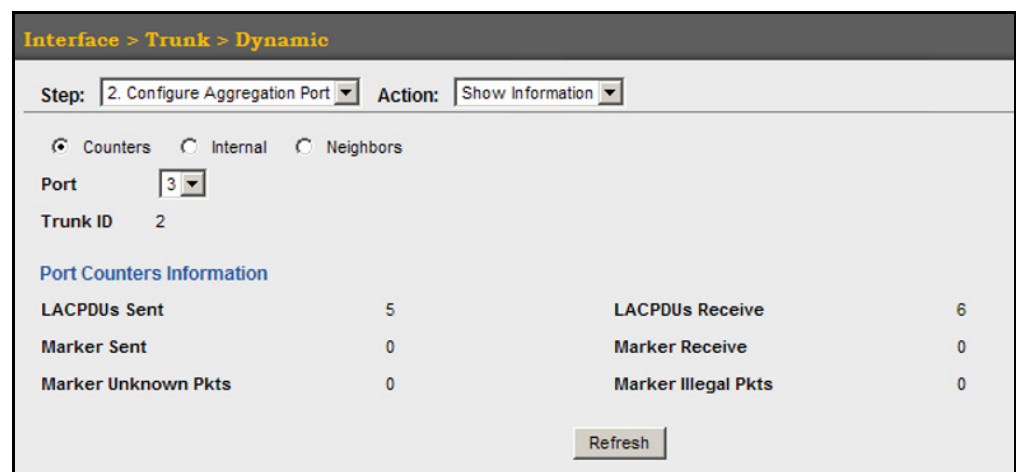 Interface > Trunk > Dynamic
Step: 2. Configure Aggregation Port Action: Show Information
Counters Internal Neighbors
Port 3
Trunk ID 2
Port Counters Information
LACPDUs Sent 5 LACPDUs Receive 6
Marker Sent 0 Marker Receive 0
Marker Unknown Pkts 0 Marker Illegal Pkts 0
Refresh